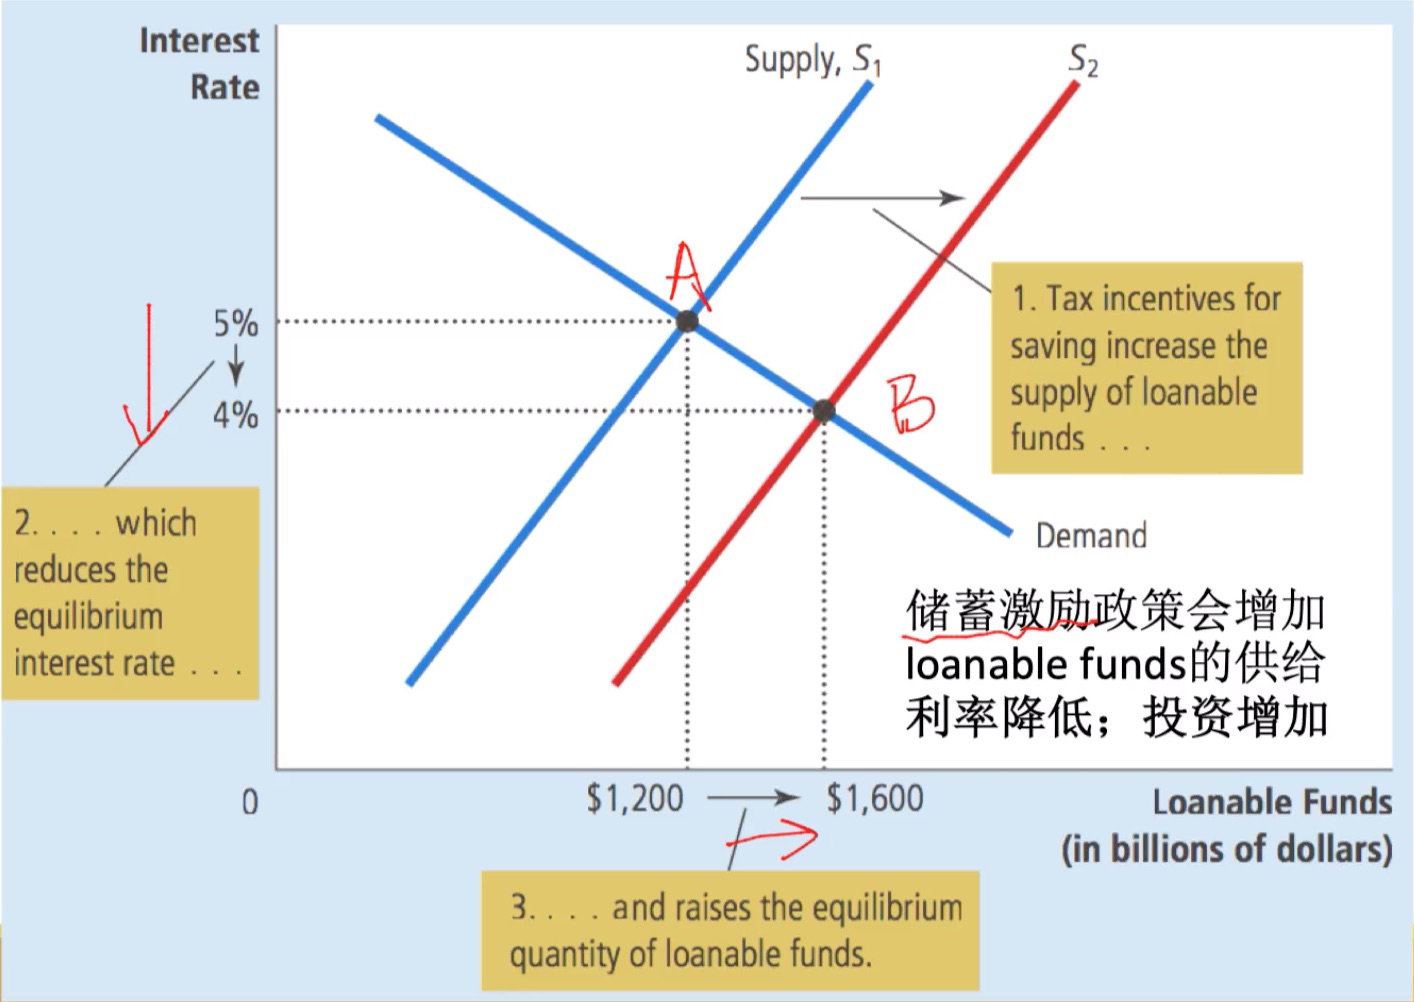 Interest
Rate
Supply, S1
S2
A
5%
4%
B
1. Tax incentives for
saving increase the
supply of loanable
funds . . .
2. . . . which
reduces the
equilibrium
interest rate . . .
Demand
储蓄激励政策会增加
loanable funds的供给
利率降低；投资增加
0
$1,200
$1,600
Loanable Funds
(in billions of dollars)
3. . . . and raises the equilibrium
quantity of loanable funds.